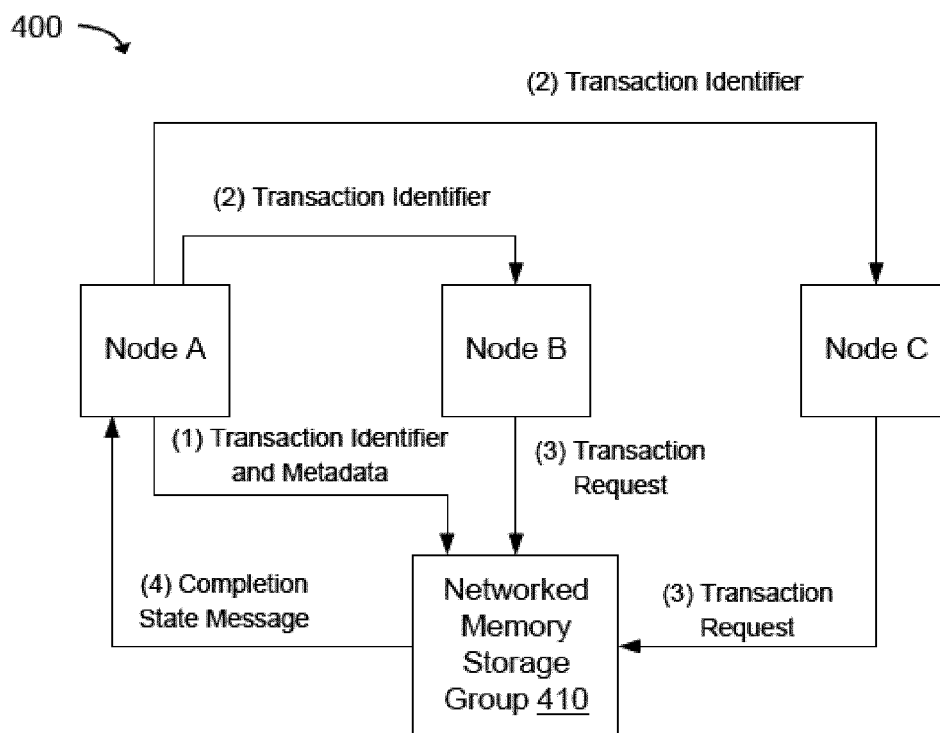 400
(2) Transaction Identifier
(2) Transaction Identifier
Node A
Node B
Node C
(1) Transaction Identifier
and Metadata
(3) Transaction
Request
(4) Completion
State Message
Networked
Memory
Storage
Group 410
(3) Transaction
Request